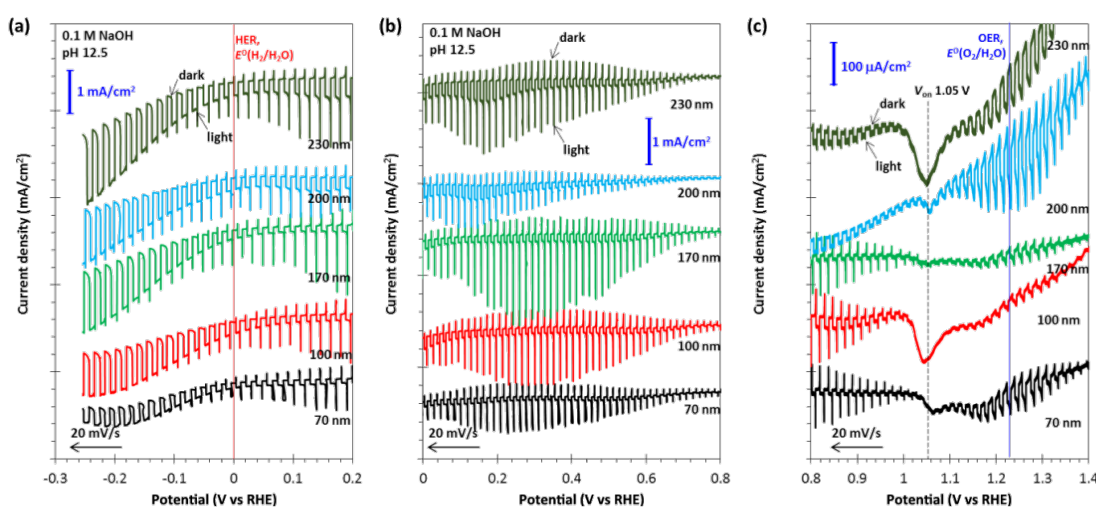 (a)
0.1 M NaOH
pH 12.5
HER,
E⁰(H₂/H₂O)
1 mA/cm²
dark
light
230 nm
200 nm
170 nm
100 nm
70 nm
20 mV/s
Current density (mA/cm²)
-0.3 -0.2 -0.1 0 0.1 0.2
Potential (V vs RHE)
(b)
0.1 M NaOH
pH 12.5
dark
230 nm
light
1 mA/cm²
200 nm
170 nm
100 nm
70 nm
20 mV/s
Current density (mA/cm²)
0 0.2 0.4 0.6 0.8
Potential (V vs RHE)
(c)
OER,
E⁰(O₂/H₂O)
230 nm
100 µA/cm²
Von 1.05 V
dark
light
200 nm
170 nm
100 nm
70 nm
20 mV/s
Current density (mA/cm²)
0.8 0.9 1 1.1 1.2 1.3 1.4
Potential (V vs RHE)